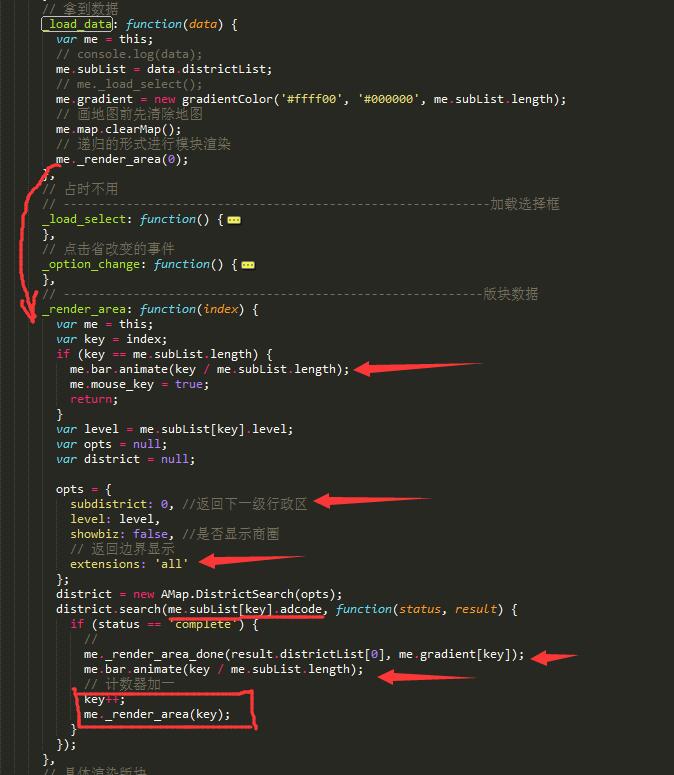 // 拿到数据
_load_data: function(data) {
var me = this;
// console.log(data);
me.subList = data.districtList;
// me._load_select();
me.gradient = new gradientColor('#ffff00', '#000000', me.subList.length);
// 画地图前先清除地图
me.map.clearMap();
// 递归的形式进行模块渲染
me._render_area(0);
},
// 占时不用
// -------------------------------------------------------------加载选择框
_load_select: function() {
},
// 点击省改变的事件
_option_change: function() {
},
// ------------------------------------------------------------版块数据
_render_area: function(index) {
var me = this;
var key = index;
if (key == me.subList.length) {
me.bar.animate(key / me.subList.length);
me.mouse_key = true;
return;
}
var level = me.subList[key].level;
var opts = null;
var district = null;
opts = {
subdistrict: 0, //返回下一级行政区
level: level,
showbiz: false, //是否显示商圈
// 返回边界显示
extensions: 'all'
};
district = new AMap.DistrictSearch(opts);
district.search(me.subList[key].adcode, function(status, result) {
if (status == 'complete') {
//
me._render_area_done(result.districtList[0], me.gradient[key]);
me.bar.animate(key / me.subList.length);
// 计数器加一
key++;
me._render_area(key);
}
});
},
// 具体渲染版块